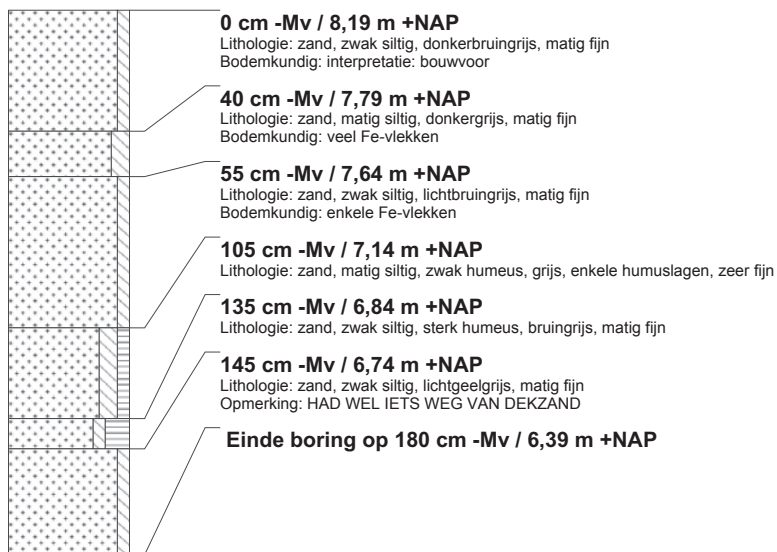 0 cm -Mv / 8,19 m +NAP
Lithologie: zand, zwak siltig, donkerbruingrijs, matig fijn
Bodemkundig: interpretatie: bouwvoor
40 cm -Mv / 7,79 m +NAP
Lithologie: zand, matig siltig, donkergrijs, matig fijn
Bodemkundig: veel Fe-vlekken
55 cm -Mv / 7,64 m +NAP
Lithologie: zand, zwak siltig, lichtbruingrijs, matig fijn
Bodemkundig: enkele Fe-vlekken
105 cm -Mv / 7,14 m +NAP
Lithologie: zand, matig siltig, zwak humeus, grijs, enkele humuslagen, zeer fijn
135 cm -Mv / 6,84 m +NAP
Lithologie: zand, zwak siltig, sterk humeus, bruingrijs, matig fijn
145 cm -Mv / 6,74 m +NAP
Lithologie: zand, zwak siltig, lichtgeelgrijs, matig fijn
Opmerking: HAD WEL IETS WEG VAN DEKZAND
Einde boring op 180 cm -Mv / 6,39 m +NAP